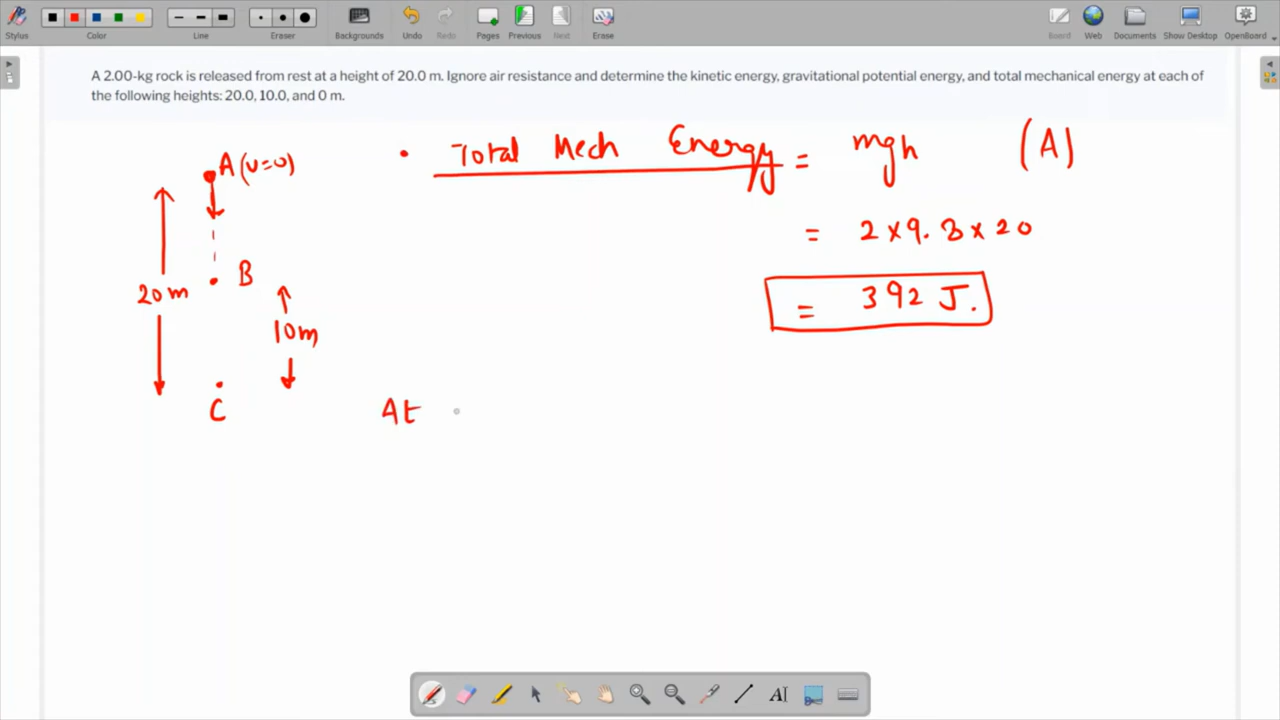 Stylus
Color
Line
Eraser
Backgrounds
Undo
Redo
Pages
Previous
Next
Erase
Board
Web
Documents
Show Desktop
OpenBoard
A 2.00-kg rock is released from rest at a height of 20.0 m. Ignore air resistance and determine the kinetic energy, gravitational potential energy, and total mechanical energy at each of
the following heights: 20.0, 10.0, and 0 m.
• Total Mech Energy = mgh (A)
A (v=0)
= 2 x 9.8 x 20
B
20m
= 392 J.
10m
C
At
AI